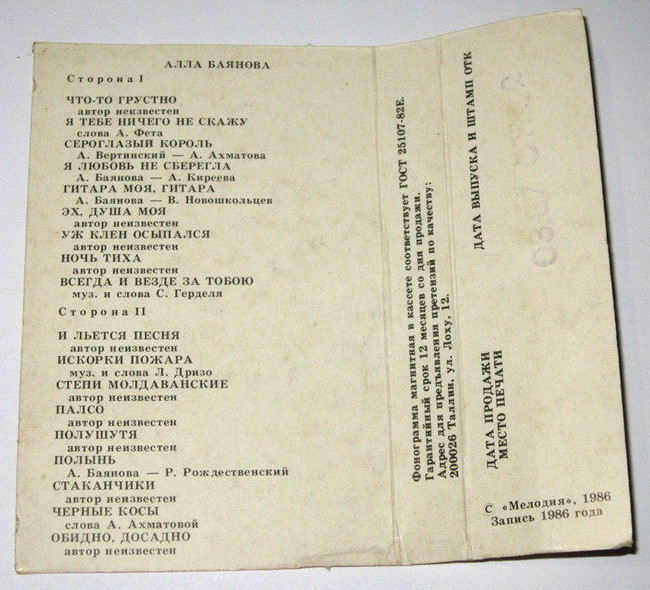 АЛЛА БАЯНОВА
Сторона I
ЧТО-ТО ГРУСТНО
автор неизвестен
Я ТЕБЕ НИЧЕГО НЕ СКАЖУ
слова А. Фета
СЕРОГЛАЗЫЙ КОРОЛЬ
А. Вертинский — А. Ахматова
Я ЛЮБОВЬ НЕ СБЕРЕГЛА
А. Баянова — А. Киреева
ГИТАРА МОЯ, ГИТАРА
А. Баянова — В. Новошкольцев
ЭХ, ДУША МОЯ
автор неизвестен
УЖ КЛЕН ОСЫПАЛСЯ
автор неизвестен
НОЧЬ ТИХА
автор неизвестен
ВСЕГДА И ВЕЗДЕ ЗА ТОБОЮ
муз. и слова С. Герделя
Сторона II
И ЛЬЕТСЯ ПЕСНЯ
автор неизвестен
ИСКОРКИ ПОЖАРА
муз. и слова Л. Дризо
СТЕПИ МОЛДАВАНСКИЕ
автор неизвестен
ПАЛСО
автор неизвестен
ПОЛУШУТЯ
автор неизвестен
ПОЛЫНЬ
А. Баянова — Р. Рождественский
СТАКАНЧИКИ
автор неизвестен
ЧЕРНЫЕ КОСЫ
слова А. Ахматовой
ОБИДНО, ДОСАДНО
автор неизвестен
Фонограмма магнитная в кассете соответствует ГОСТ 25107-82Е.
Гарантийный срок 12 месяцев со дня продажи.
Адрес для предъявления претензий по качеству:
200026 Таллин, ул. Лоху, 12.
ДАТА ВЫПУСКА И ШТАМП ОТК
ДАТА ПРОДАЖИ
МЕСТО ПЕЧАТИ
С «Мелодия», 1986
Запись 1986 года